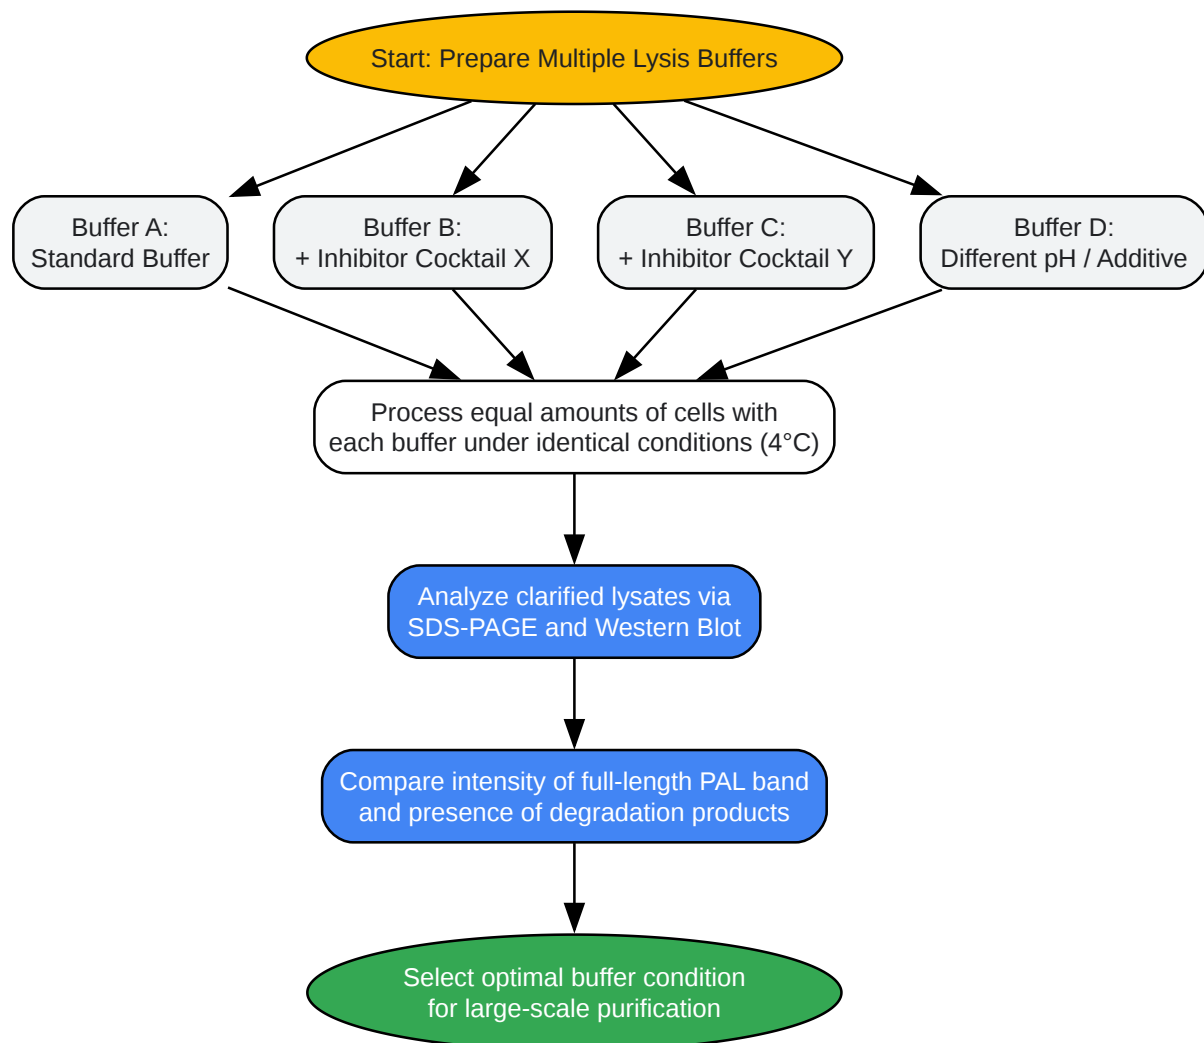 Start: Prepare Multiple Lysis Buffers
Buffer A:
Standard Buffer
Buffer B:
+ Inhibitor Cocktail X
Buffer C:
+ Inhibitor Cocktail Y
Buffer D:
Different pH / Additive
Process equal amounts of cells with
each buffer under identical conditions (4°C)
Analyze clarified lysates via
SDS-PAGE and Western Blot
Compare intensity of full-length PAL band
and presence of degradation products
Select optimal buffer condition
for large-scale purification